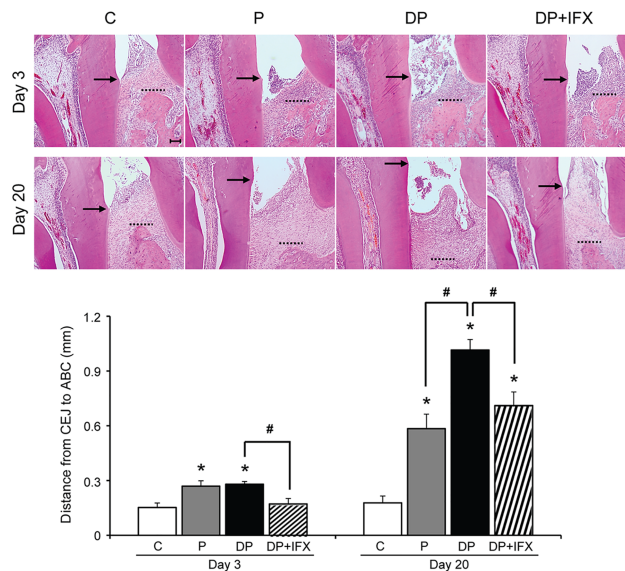 C P DP DP+IFX
Day 3
Day 20
# #
1.2
*
0.9
*
*
Distance from CEJ to ABC (mm)
0.6
#
* *
0.3
0
C P DP DP+IFX C P DP DP+IFX
Day 3 Day 20